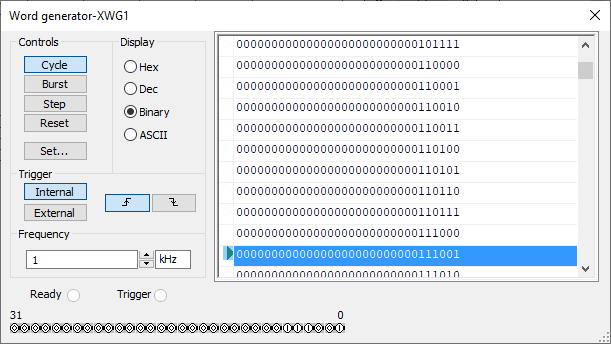 Word generator-XWG1
Controls
Cycle
Burst
Step
Reset
Set...
Display
Hex
Dec
Binary
ASCII
Trigger
Internal
External
Frequency
1
kHz
00000000000000000000000000101111
00000000000000000000000000110000
00000000000000000000000000110001
00000000000000000000000000110010
00000000000000000000000000110011
00000000000000000000000000110100
00000000000000000000000000110101
00000000000000000000000000110110
00000000000000000000000000110111
00000000000000000000000000111000
00000000000000000000000000111001
00000000000000000000000000111010
Ready
Trigger
31
0